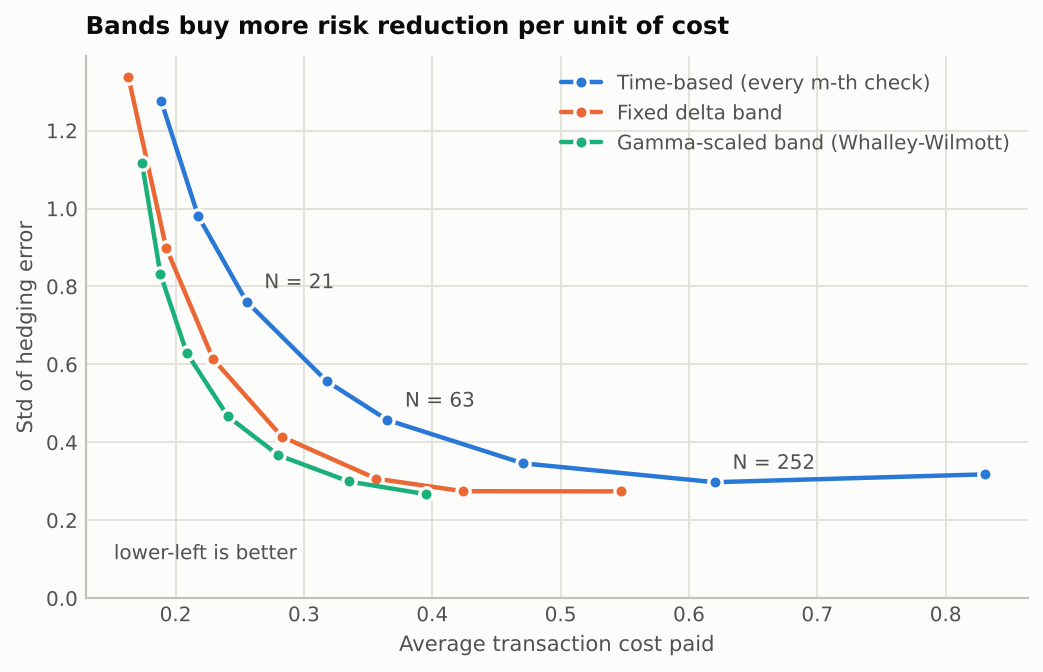 Bands buy more risk reduction per unit of cost
Time-based (every m-th check)
Fixed delta band
Gamma-scaled band (Whalley-Wilmott)
1.2
1.0
0.8
0.6
0.4
0.2
0.0
Std of hedging error
N = 21
N = 63
N = 252
lower-left is better
0.2 0.3 0.4 0.5 0.6 0.7 0.8
Average transaction cost paid